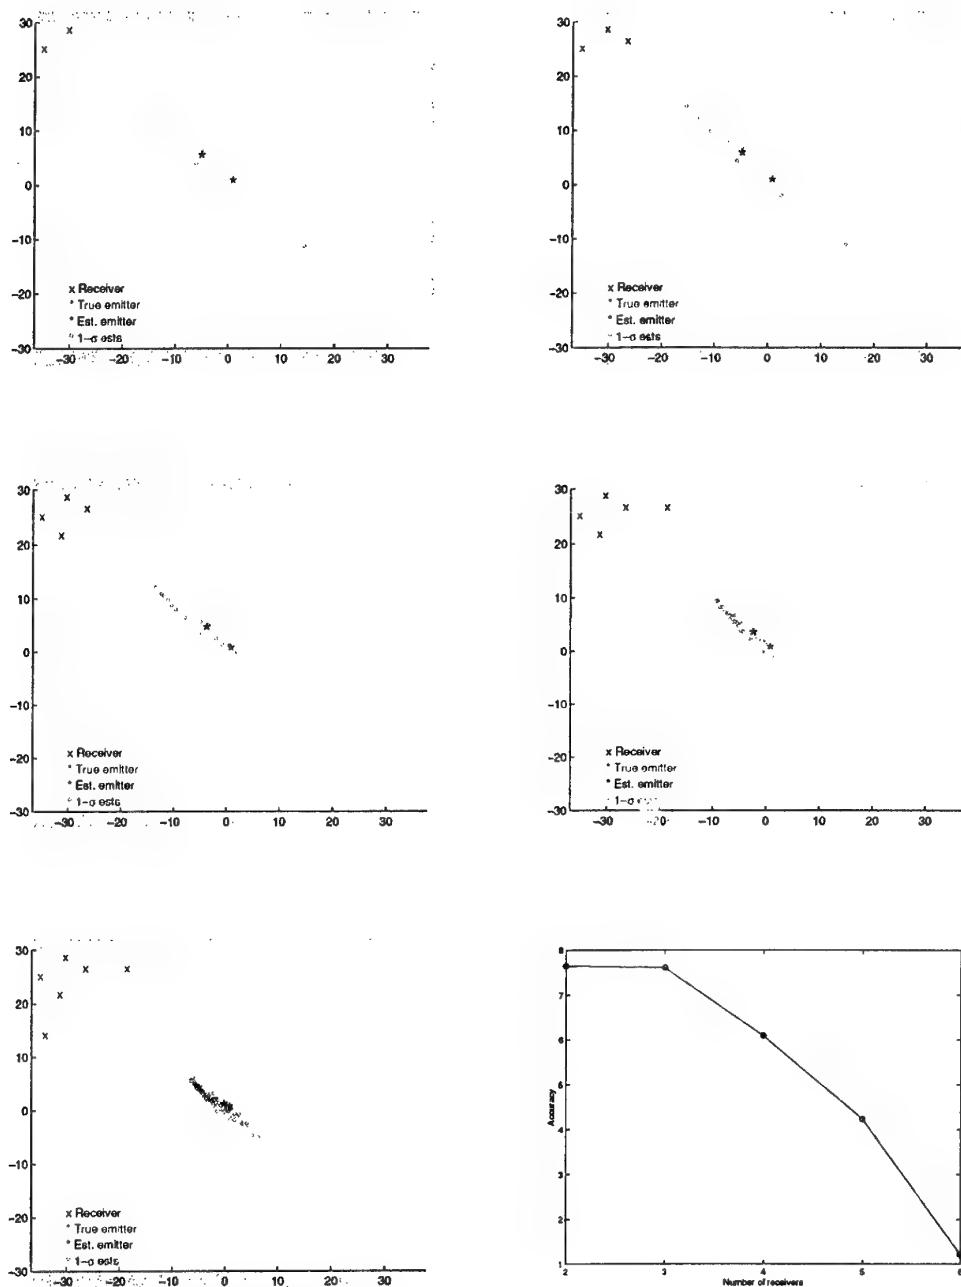 30
20
10
0
−10
−20
−30
x Receiver
* True emitter
* Est. emitter
° 1−σ ests
−30 −20 −10 0 10 20 30
30
20
10
0
−10
−20
−30
x Receiver
* True emitter
* Est. emitter
° 1−σ ests
−30 −20 −10 0 10 20 30
30
20
10
0
−10
−20
−30
x Receiver
* True emitter
* Est. emitter
° 1−σ ests
−30 −20 −10 0 10 20 30
30
20
10
0
−10
−20
−30
x Receiver
* True emitter
* Est. emitter
1−σ
−30 −20 −10 0 10 20 30
30
20
10
0
−10
−20
−30
x Receiver
* True emitter
* Est. emitter
° 1−σ ests
−30 −20 −10 0 10 20 30
8
7
6
5
4
3
2
1
Accuracy
2 3 4 5 6
Number of receivers